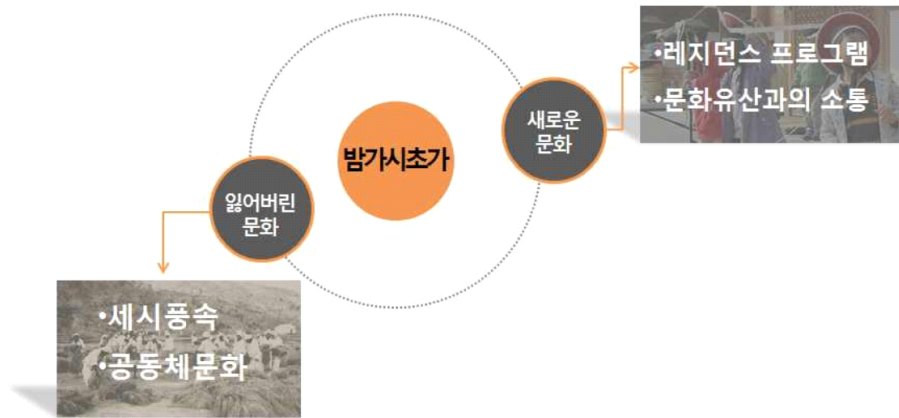 •레지던스 프로그램
•문화유산과의 소통
새로운
문화
밤가시초가
잃어버린
문화
•세시풍속
•공동체문화